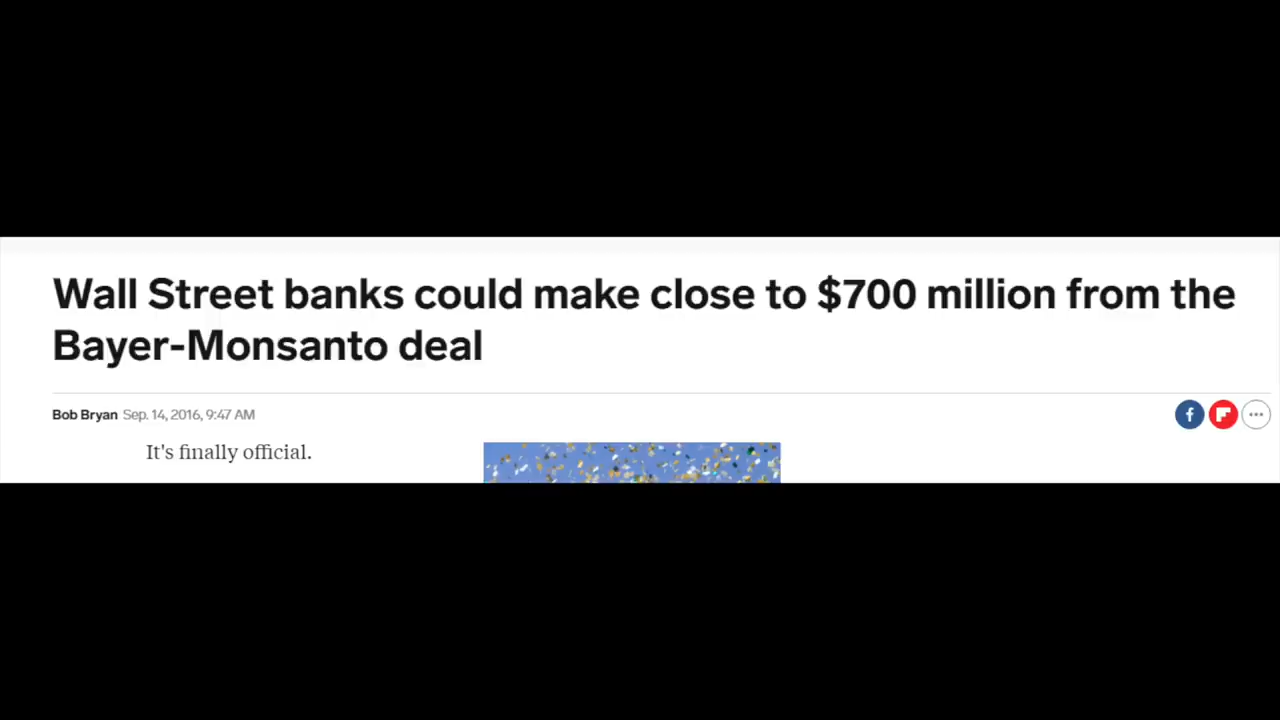 Wall Street banks could make close to $700 million from the
Bayer-Monsanto deal
Bob Bryan Sep. 14, 2016, 9:47 AM
It's finally official.